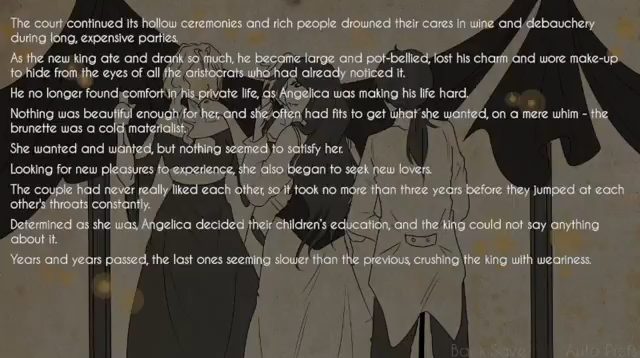 The court continued its hollow ceremonies and rich people drowned their cares in wine and debauchery
during long, expensive parties.
As the new king ate and drank so much, he became large and pot-bellied, lost his charm and wore make-up
to hide from the eyes of all the aristocrats who had already noticed it.
He no longer found comfort in his private life, as Angelica was making his life hard.
Nothing was beautiful enough for her, and she often had fits to get what she wanted, on a mere whim - the
brunette was a cold materialist.
She wanted and wanted, but nothing seemed to satisfy her.
Looking for new pleasures to experience, she also began to seek new lovers.
The couple had never really liked each other, so it took no more than three years before they jumped at each
other's throats constantly.
Determined as she was, Angelica decided their children's education, and the king could not say anything
about it.
Years and years passed, the last ones seeming slower than the previous, crushing the king with weariness.
Back Save Auto Prefs